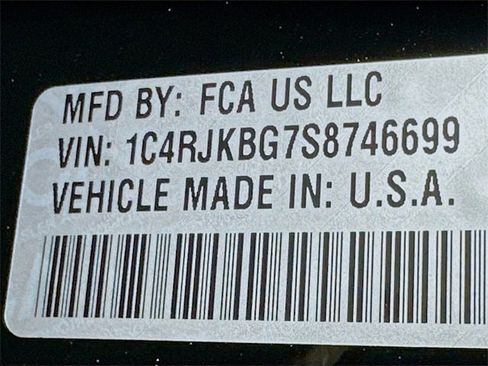 MFD BY: FCA US LLC
VIN: 1C4RJKBG7S8746699
VEHICLE MADE IN: U.S.A.